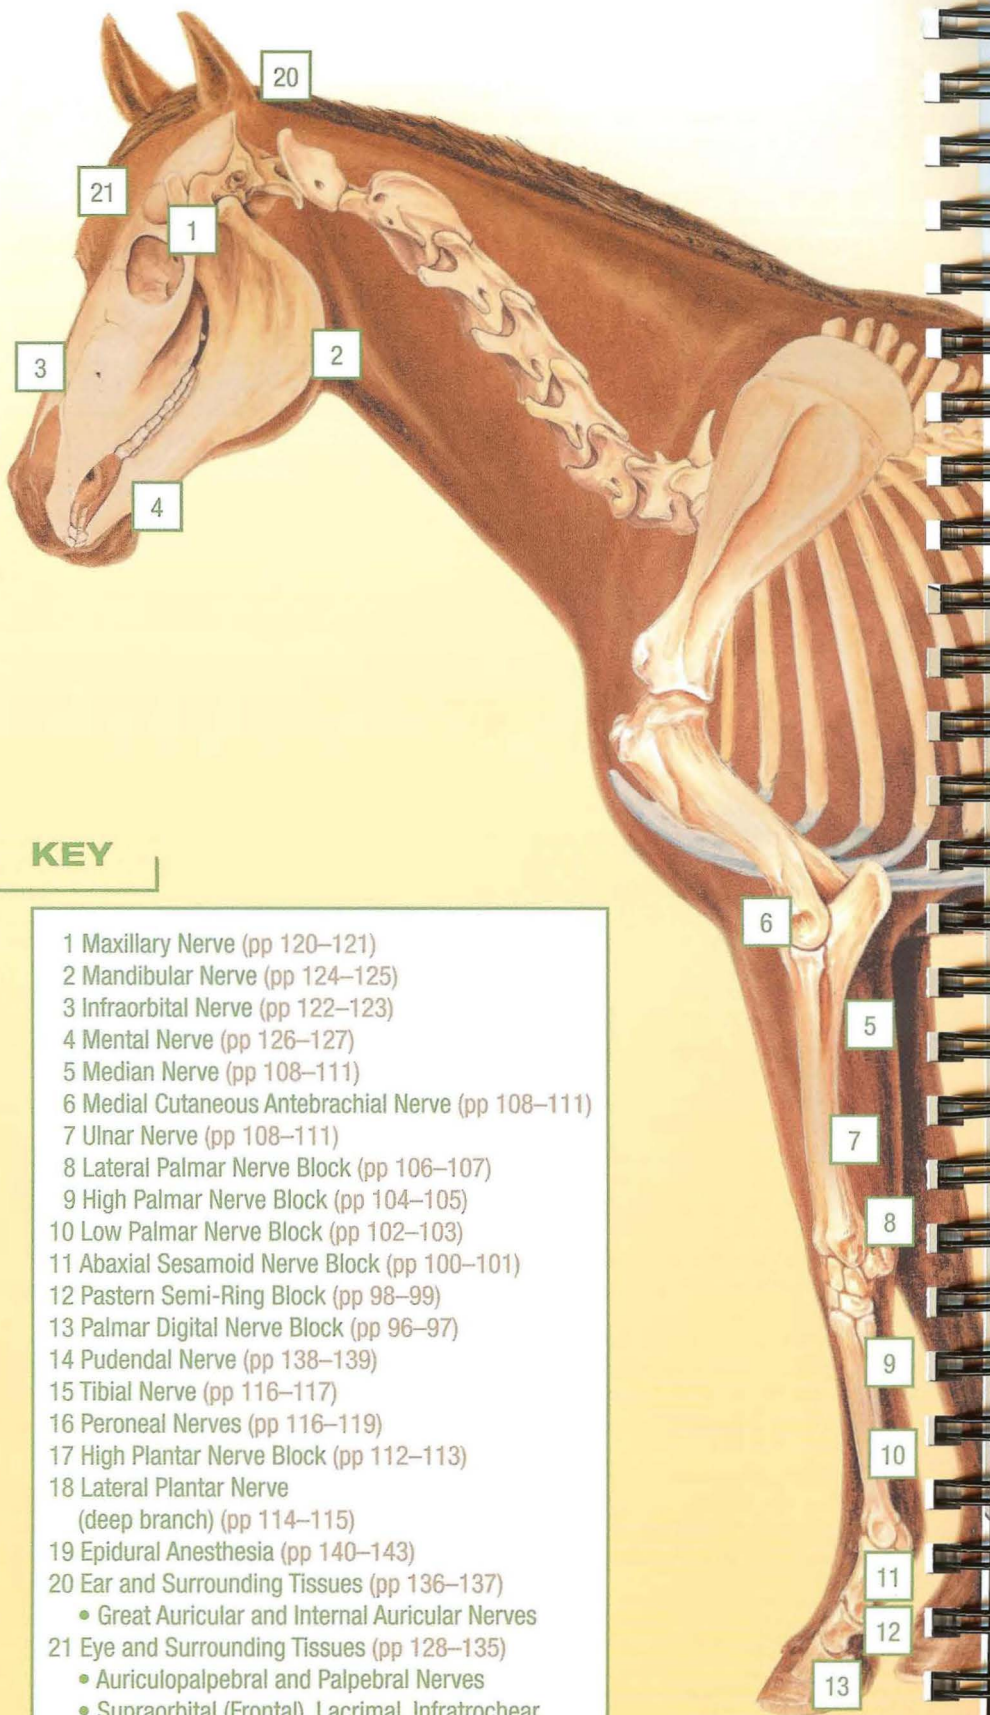 20
21
1
3
2
4
KEY
1 Maxillary Nerve (pp 120–121)
2 Mandibular Nerve (pp 124–125)
3 Infraorbital Nerve (pp 122–123)
4 Mental Nerve (pp 126–127)
5 Median Nerve (pp 108–111)
6 Medial Cutaneous Antebrachial Nerve (pp 108–111)
7 Ulnar Nerve (pp 108–111)
8 Lateral Palmar Nerve Block (pp 106–107)
9 High Palmar Nerve Block (pp 104–105)
10 Low Palmar Nerve Block (pp 102–103)
11 Abaxial Sesamoid Nerve Block (pp 100–101)
12 Pastern Semi-Ring Block (pp 98–99)
13 Palmar Digital Nerve Block (pp 96–97)
14 Pudendal Nerve (pp 138–139)
15 Tibial Nerve (pp 116–117)
16 Peroneal Nerves (pp 116–119)
17 High Plantar Nerve Block (pp 112–113)
18 Lateral Plantar Nerve
(deep branch) (pp 114–115)
19 Epidural Anesthesia (pp 140–143)
20 Ear and Surrounding Tissues (pp 136–137)
• Great Auricular and Internal Auricular Nerves
21 Eye and Surrounding Tissues (pp 128–135)
• Auriculopalpebral and Palpebral Nerves
• Supraorbital (Frontal), Lacrimal, Infratrochear
6
5
7
8
9
10
11
12
13